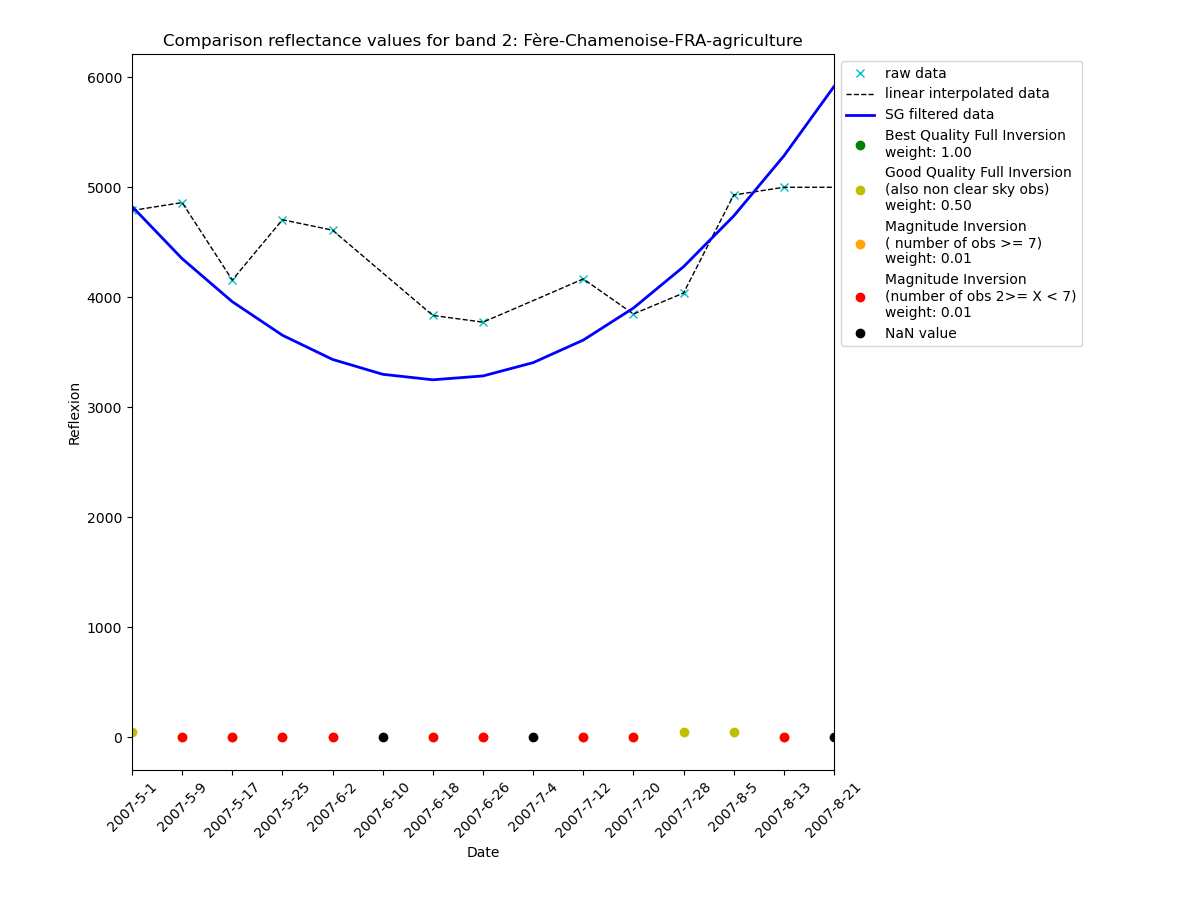 Comparison reflectance values for band 2: Fère-Chamenoise-FRA-agriculture
6000
5000
4000
3000
2000
1000
0
Reflexion
2007-5-1
2007-5-9
2007-5-17
2007-5-25
2007-6-2
2007-6-10
2007-6-18
2007-6-26
2007-7-4
2007-7-12
2007-7-20
2007-7-28
2007-8-5
2007-8-13
2007-8-21
Date
raw data
linear interpolated data
SG filtered data
Best Quality Full Inversion
weight: 1.00
Good Quality Full Inversion
(also non clear sky obs)
weight: 0.50
Magnitude Inversion
( number of obs >= 7)
weight: 0.01
Magnitude Inversion
(number of obs 2>= X < 7)
weight: 0.01
NaN value